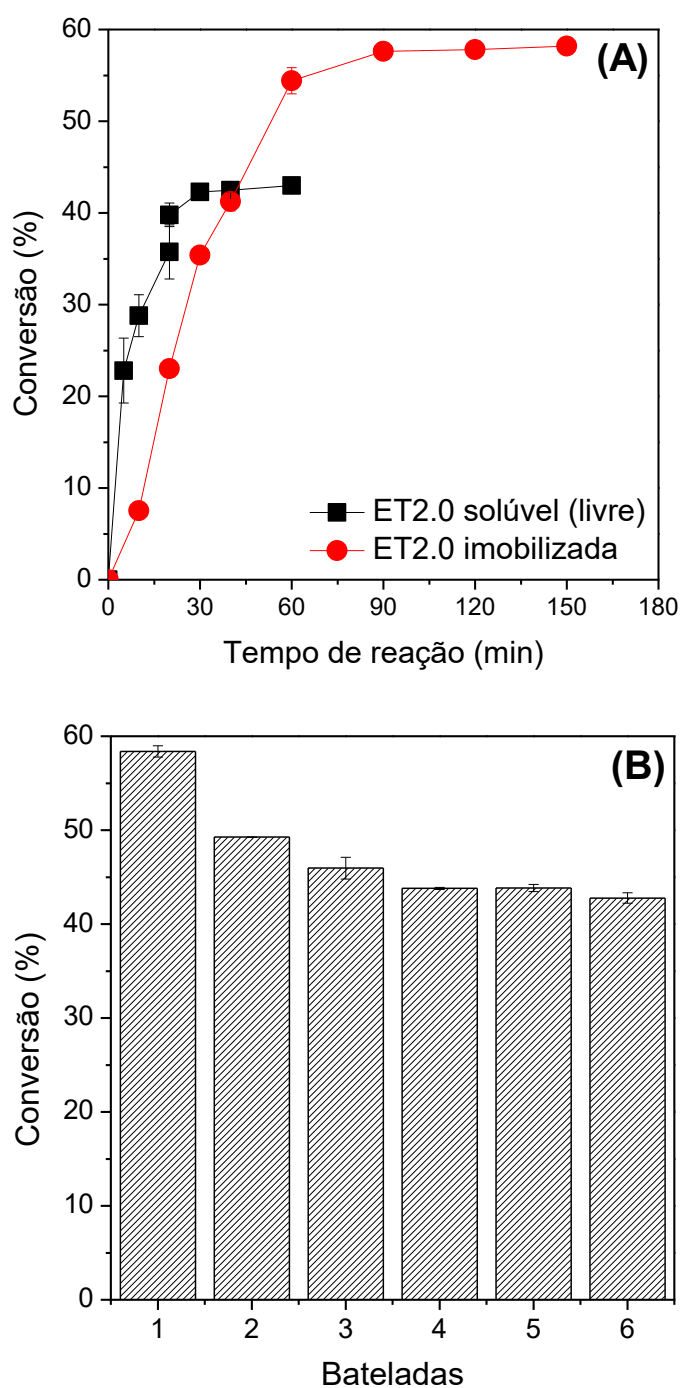 (A)
60
50
40
30
20
10
0
Conversão (%)
ET2.0 solúvel (livre)
ET2.0 imobilizada
0 30 60 90 120 150 180
Tempo de reação (min)
(B)
60
50
40
30
20
10
0
Conversão (%)
1 2 3 4 5 6
Bateladas